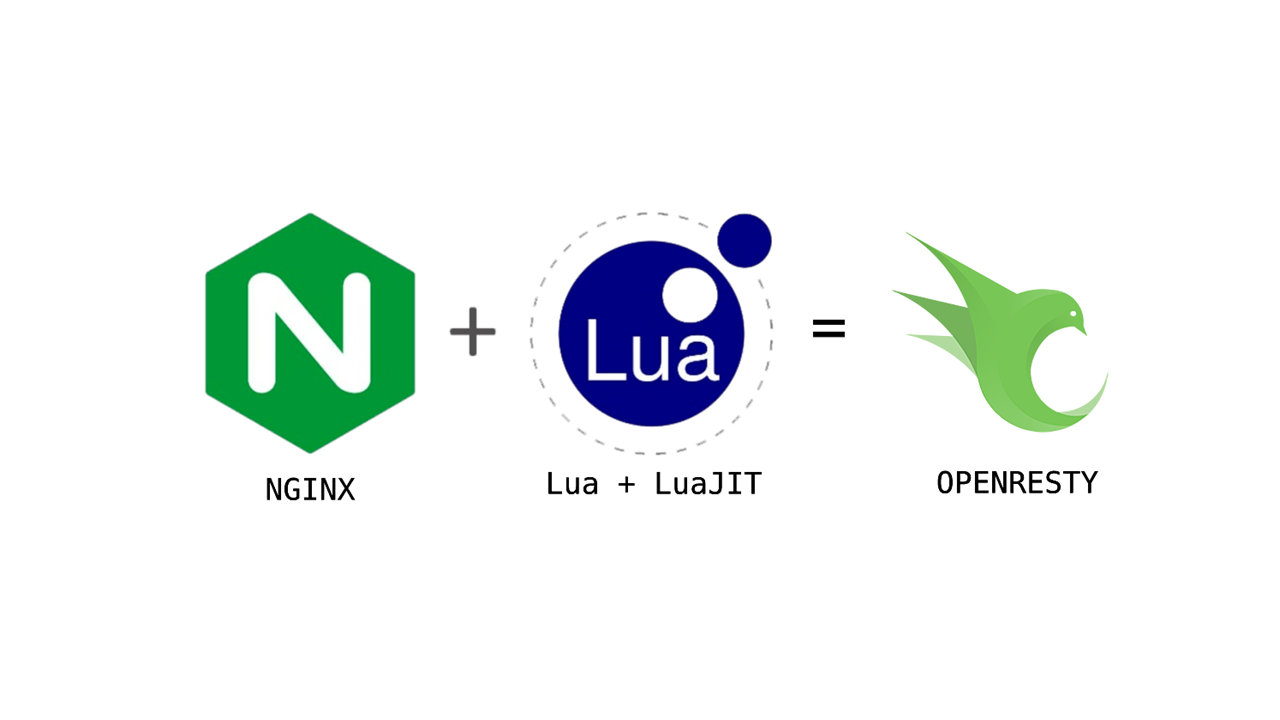 N
+
Lua
=
NGINX
Lua + LuaJIT
OPENRESTY